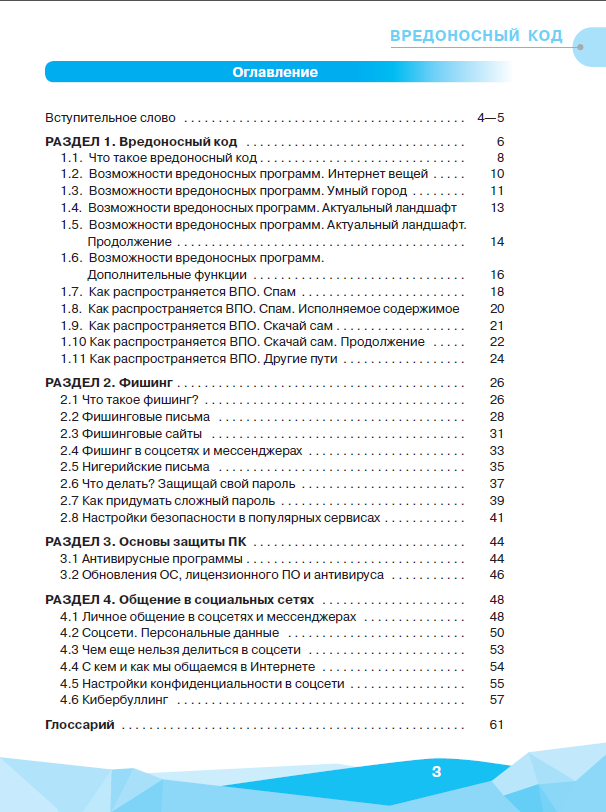 ВРЕДОНОСНЫЙ КОД
Оглавление
Вступительное слово . . . . . . . . . . . . . . . . . . . . 4—5
РАЗДЕЛ 1. Вредоносный код . . . . . . . . . . . . . . . . . . . . 6
1.1. Что такое вредоносный код . . . . . . . . . . . . . . . . . . . . 8
1.2. Возможности вредоносных программ. Интернет вещей . . . . . 10
1.3. Возможности вредоносных программ. Умный город . . . . . . . . 11
1.4. Возможности вредоносных программ. Актуальный ландшафт 13
1.5. Возможности вредоносных программ. Актуальный ландшафт.
Продолжение . . . . . . . . . . . . . . . . . . . . 14
1.6. Возможности вредоносных программ.
Дополнительные функции . . . . . . . . . . . . . . . . . . . . 16
1.7. Как распространяется ВПО. Спам . . . . . . . . . . . . . . . . . . . . 18
1.8. Как распространяется ВПО. Спам. Исполняемое содержимое 20
1.9. Как распространяется ВПО. Скачай сам . . . . . . . . . . . . . . . . 21
1.10 Как распространяется ВПО. Скачай сам. Продолжение . . . . . 22
1.11 Как распространяется ВПО. Другие пути . . . . . . . . . . . . . . . 24
РАЗДЕЛ 2. Фишинг . . . . . . . . . . . . . . . . . . . . 26
2.1 Что такое фишинг? . . . . . . . . . . . . . . . . . . . . 26
2.2 Фишинговые письма . . . . . . . . . . . . . . . . . . . . 28
2.3 Фишинговые сайты . . . . . . . . . . . . . . . . . . . . 31
2.4 Фишинг в соцсетях и мессенджерах . . . . . . . . . . . . . . . . . . . . 33
2.5 Нигерийские письма . . . . . . . . . . . . . . . . . . . . 35
2.6 Что делать? Защищай свой пароль . . . . . . . . . . . . . . . . . . . . 37
2.7 Как придумать сложный пароль . . . . . . . . . . . . . . . . . . . . 39
2.8 Настройки безопасности в популярных сервисах . . . . . . . . . . . . 41
РАЗДЕЛ 3. Основы защиты ПК . . . . . . . . . . . . . . . . . . . . 44
3.1 Антивирусные программы . . . . . . . . . . . . . . . . . . . . 44
3.2 Обновления ОС, лицензионного ПО и антивируса . . . . . . . . . . . 46
РАЗДЕЛ 4. Общение в социальных сетях . . . . . . . . . . . . . . . . . . . . 48
4.1 Личное общение в соцсетях и мессенджерах . . . . . . . . . . . . . . . 48
4.2 Соцсети. Персональные данные . . . . . . . . . . . . . . . . . . . . 50
4.3 Чем еще нельзя делиться в соцсети . . . . . . . . . . . . . . . . . . . . 53
4.4 С кем и как мы общаемся в Интернете . . . . . . . . . . . . . . . . . . . . 54
4.5 Настройки конфиденциальности в соцсети . . . . . . . . . . . . . . . . 55
4.6 Кибербуллинг . . . . . . . . . . . . . . . . . . . . 57
Глоссарий . . . . . . . . . . . . . . . . . . . . 61
3